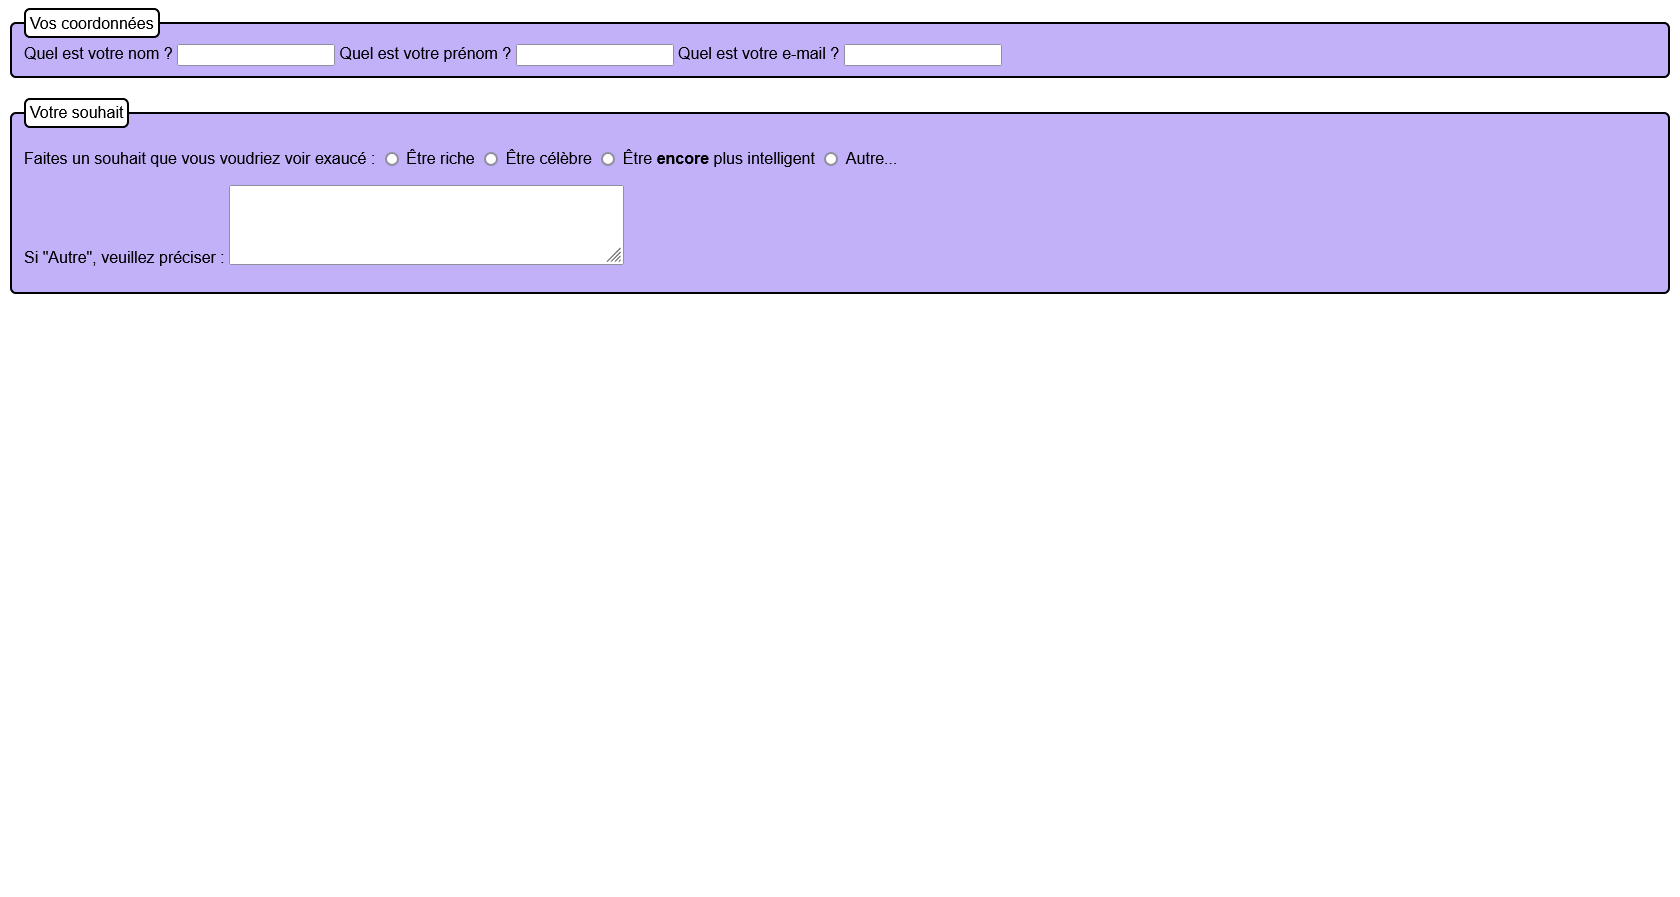 Vos coordonnées
Quel est votre nom ? Quel est votre prénom ? Quel est votre e-mail ?
Votre souhait
Faites un souhait que vous voudriez voir exaucé : Être riche Être célèbre Être encore plus intelligent Autre...
Si "Autre", veuillez préciser :